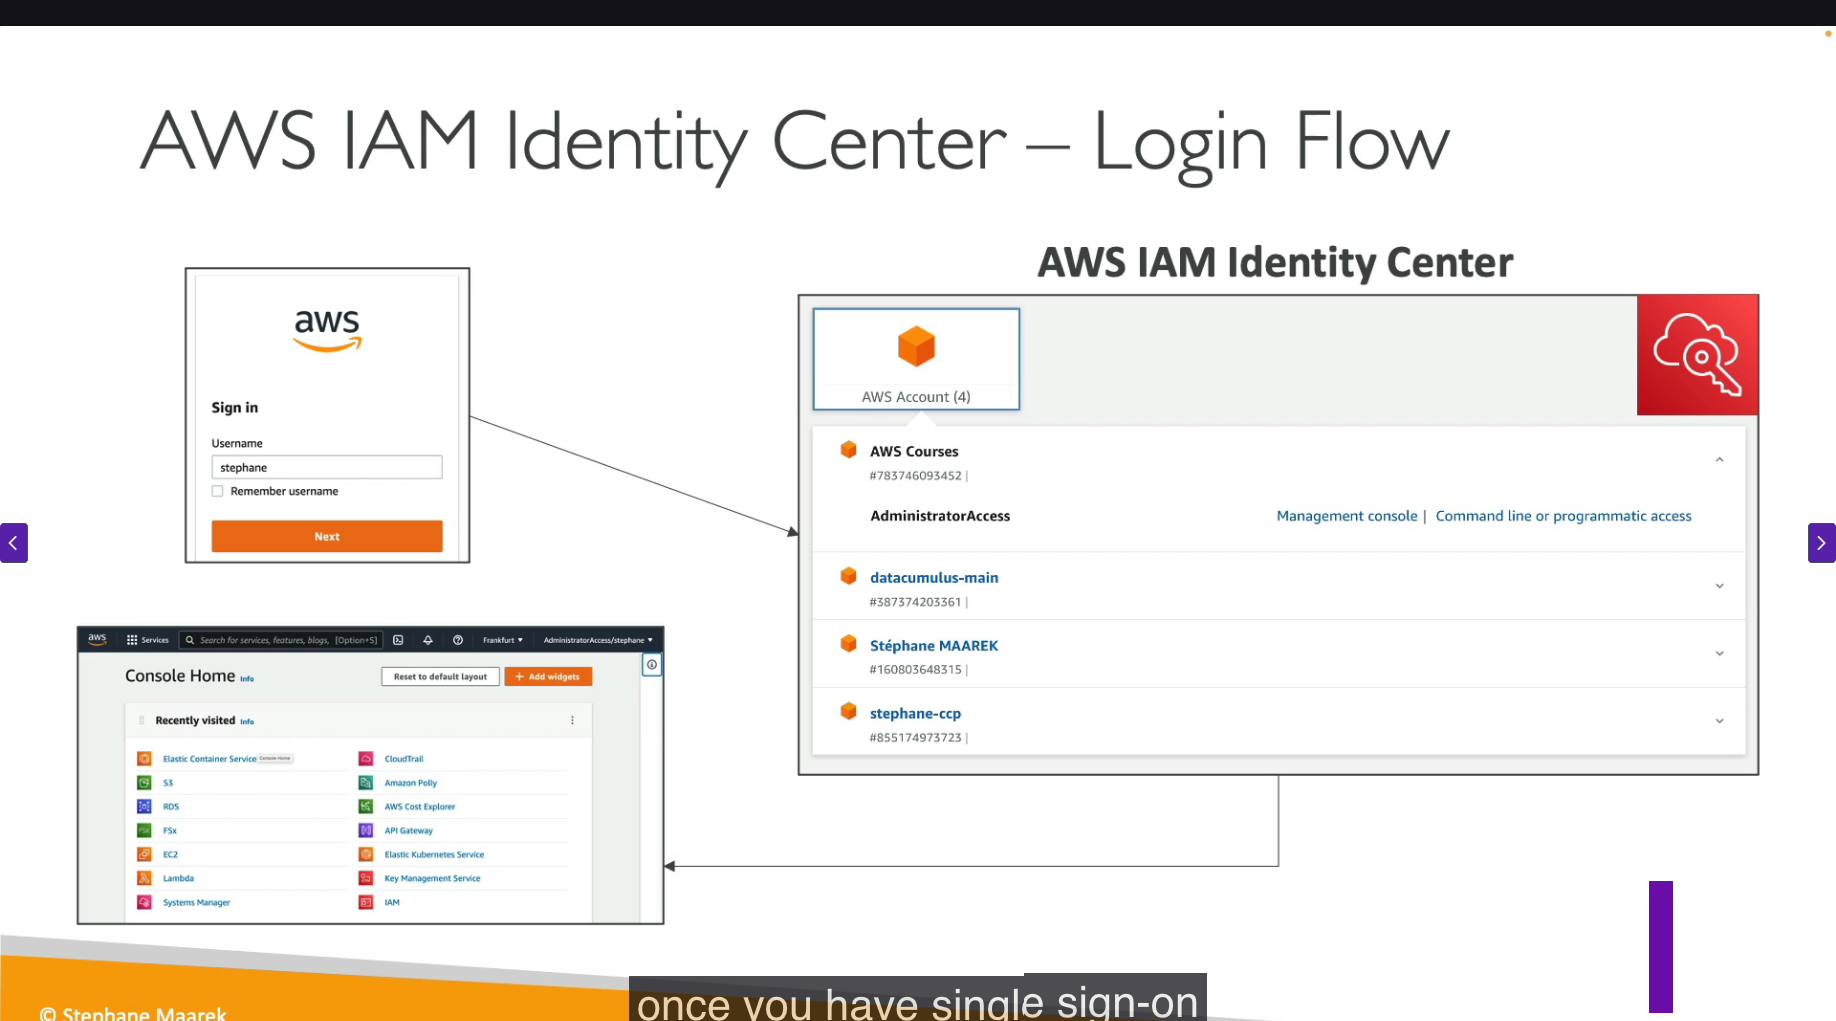 AWS IAM Identity Center – Login Flow
AWS IAM Identity Center
aws
Sign in
Username
stephane
Remember username
Next
AWS Account (4)
AWS Courses
#783746093452 |
AdministratorAccess
Management console | Command line or programmatic access
datacumulus-main
#387374203361 |
Stéphane MAAREK
#160803648315 |
stephane-ccp
#855174973723 |
aws
Services
Search for services, features, blogs, [Option+S]
Frankfurt
AdministratorAccess/stephane
Console Home Info
Reset to default layout
+ Add widgets
Recently visited Info
Elastic Container Service
Console Home
S3
RDS
FSx
EC2
Lambda
Systems Manager
CloudTrail
Amazon Polly
AWS Cost Explorer
API Gateway
Elastic Kubernetes Service
Key Management Service
IAM
© Stephane Maarek
once you have single sign-on